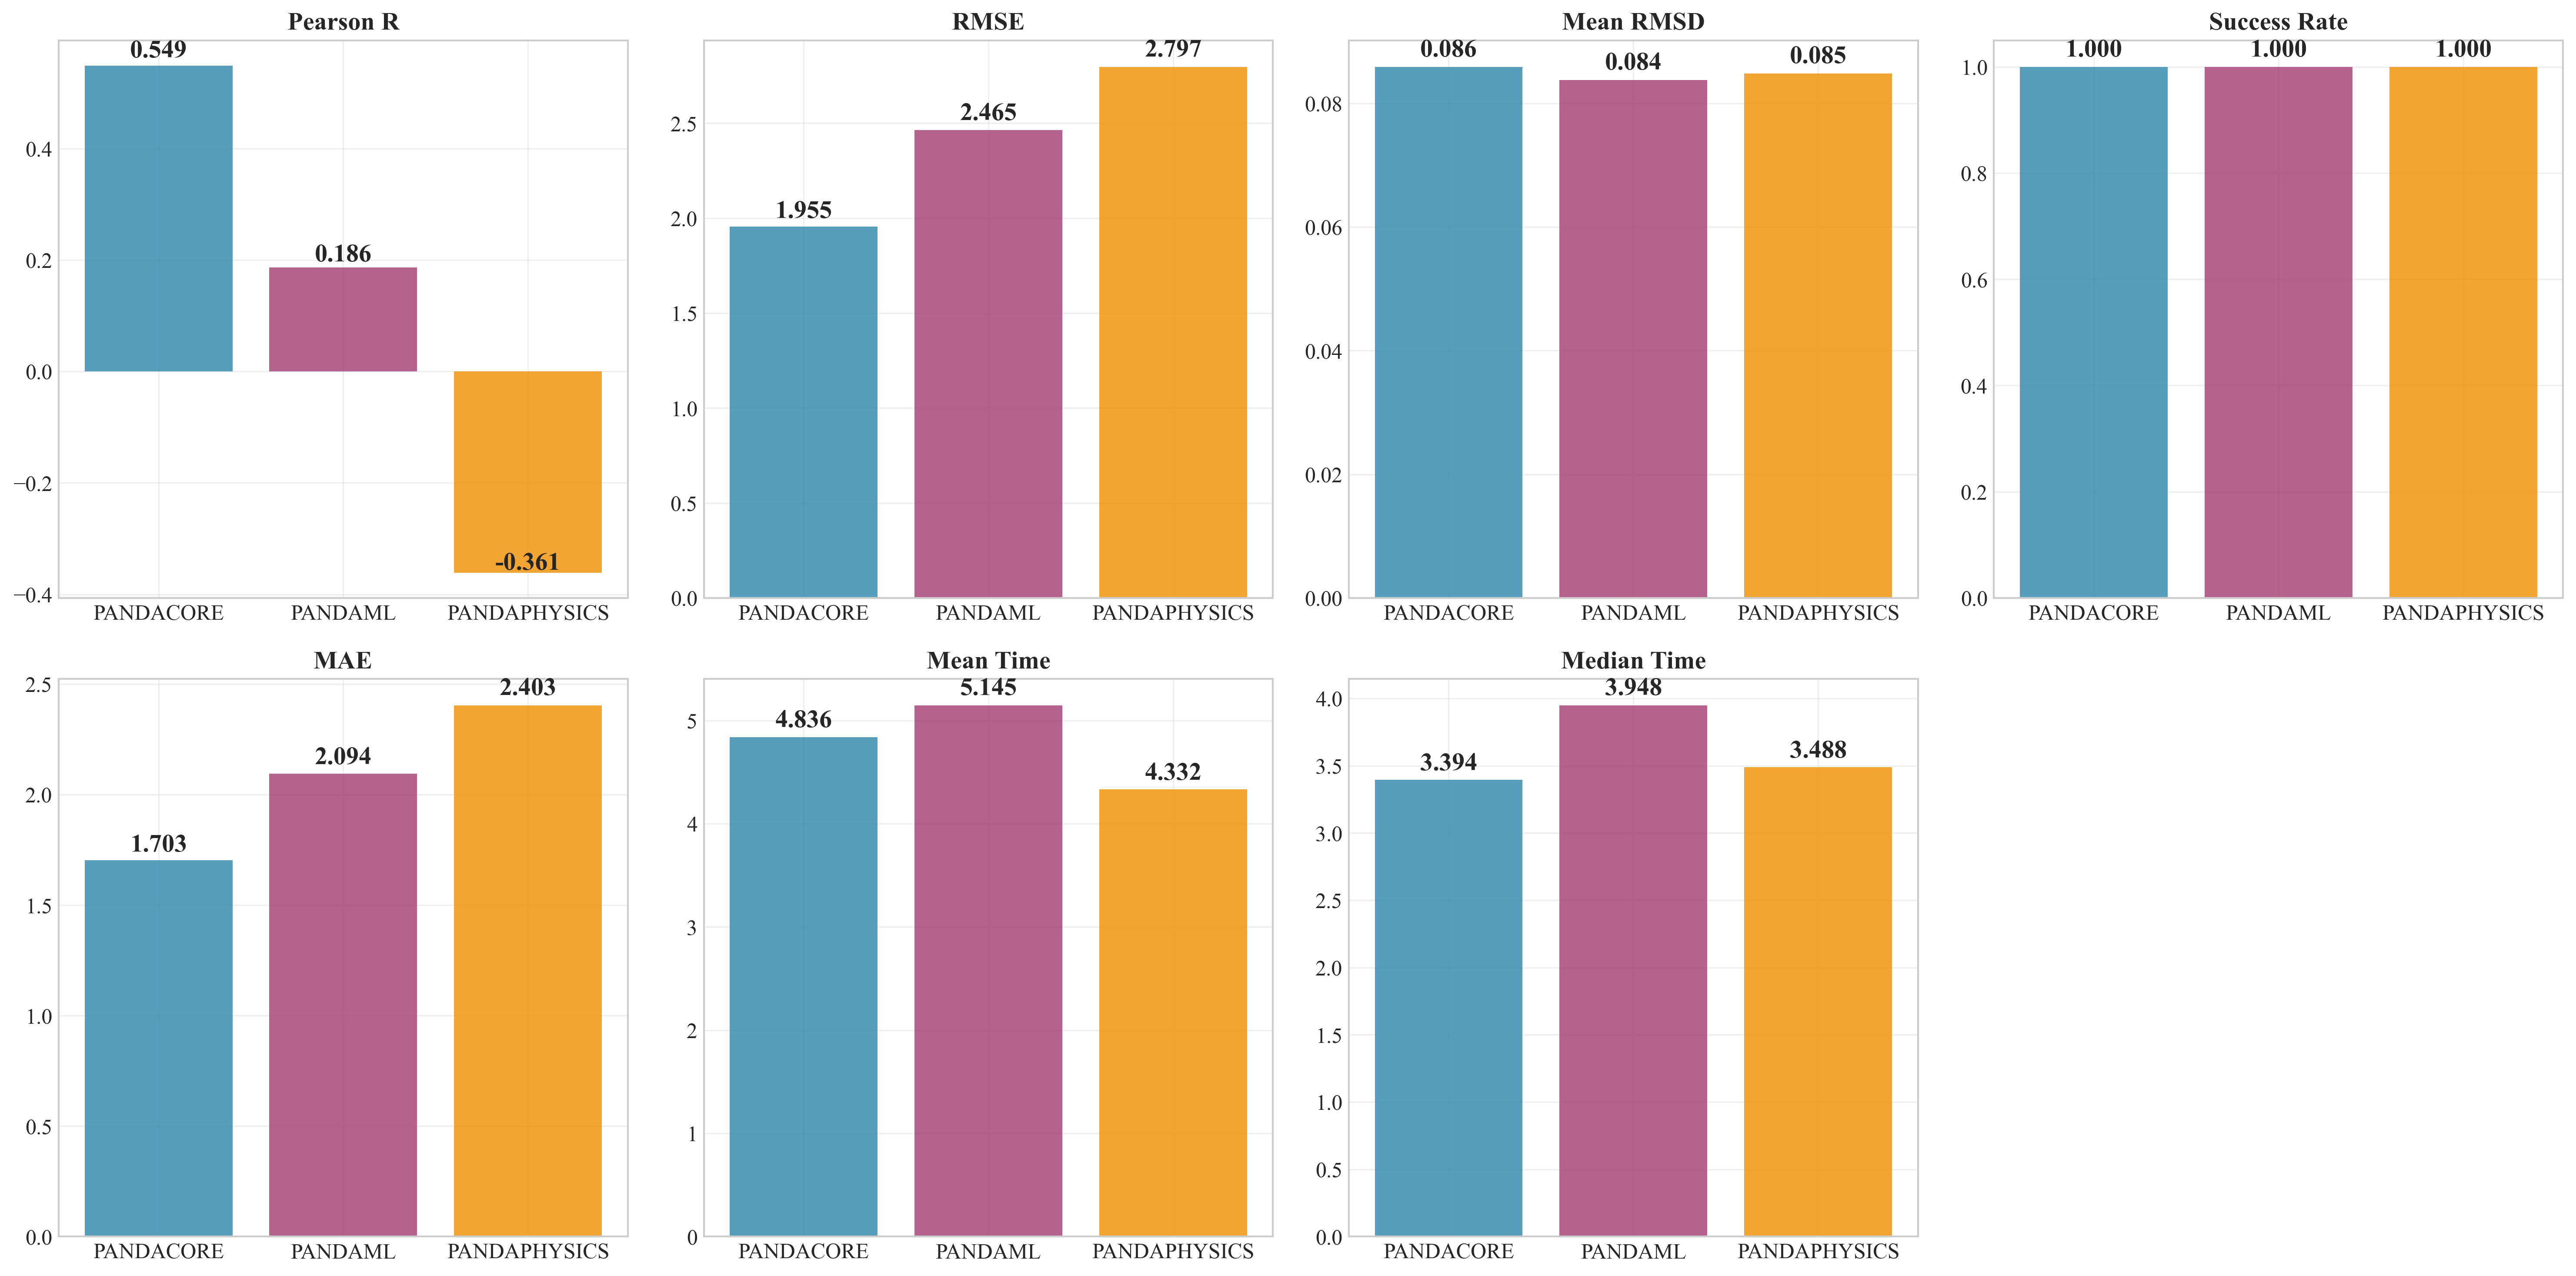 Pearson R
0.549
0.186
-0.361
0.4
0.2
0.0
−0.2
−0.4
PANDACORE
PANDAML
PANDAPHYSICS
RMSE
1.955
2.465
2.797
2.5
2.0
1.5
1.0
0.5
0.0
PANDACORE
PANDAML
PANDAPHYSICS
Mean RMSD
0.086
0.084
0.085
0.08
0.06
0.04
0.02
0.00
PANDACORE
PANDAML
PANDAPHYSICS
Success Rate
1.000
1.000
1.000
1.0
0.8
0.6
0.4
0.2
0.0
PANDACORE
PANDAML
PANDAPHYSICS
MAE
1.703
2.094
2.403
2.5
2.0
1.5
1.0
0.5
0.0
PANDACORE
PANDAML
PANDAPHYSICS
Mean Time
4.836
5.145
4.332
5
4
3
2
1
0
PANDACORE
PANDAML
PANDAPHYSICS
Median Time
3.394
3.948
3.488
4.0
3.5
3.0
2.5
2.0
1.5
1.0
0.5
0.0
PANDACORE
PANDAML
PANDAPHYSICS